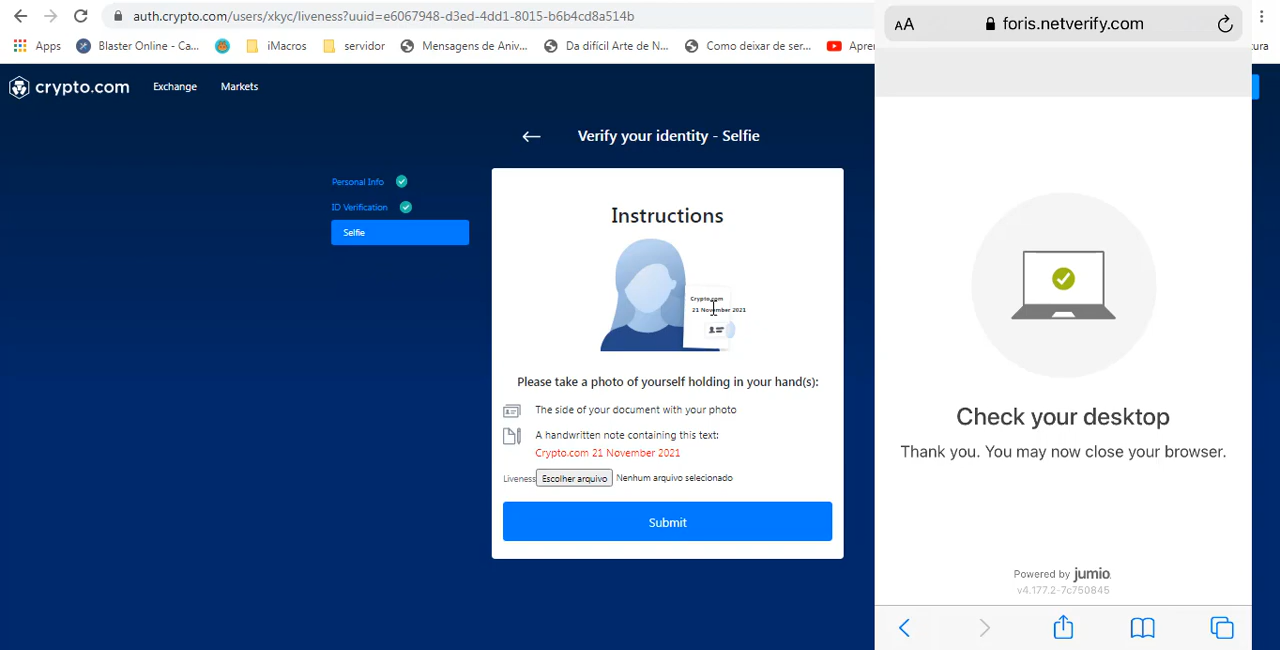 auth.crypto.com/users/xkyc/liveness?uuid=e6067948-d3ed-4dd1-8015-b6b4cd8a514b
Apps Blaster Online - Ca... iMacros servidor Mensagens de Aniv... Da difícil Arte de N... Como deixar de ser...
crypto.com Exchange Markets
Verify your identity - Selfie
Personal Info
ID Verification
Selfie
Instructions
Crypto.com
21 November 2021
Please take a photo of yourself holding in your hand(s):
The side of your document with your photo
A handwritten note containing this text:
Crypto.com 21 November 2021
Liveness Escolher arquivo Nenhum arquivo selecionado
Submit
AA foris.netverify.com
Check your desktop
Thank you. You may now close your browser.
Powered by jumio.
v4.177.2-7c750845